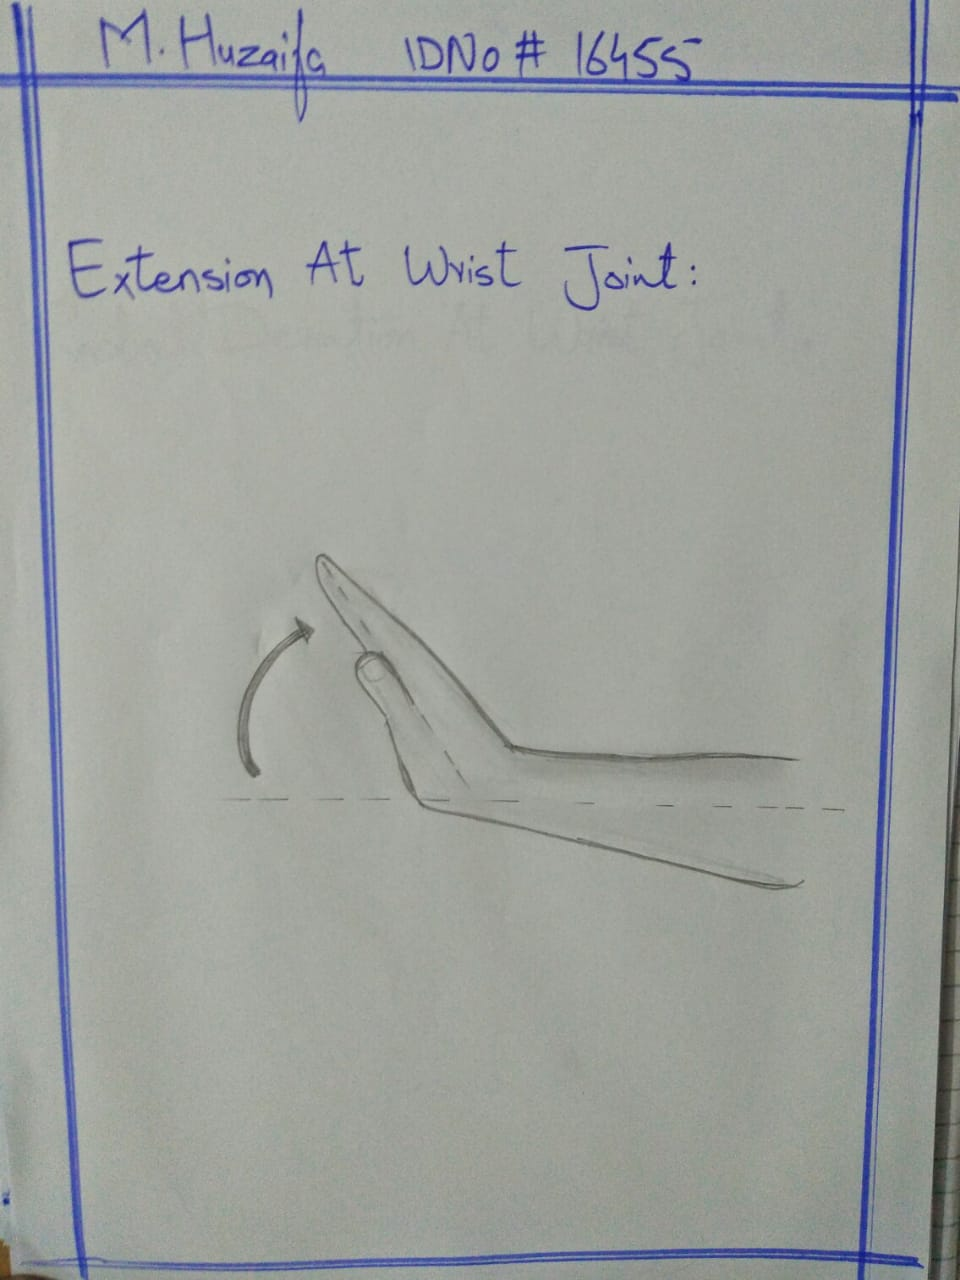 M. Huzaifa IDNo # 16455
Extension At Wrist Joint: